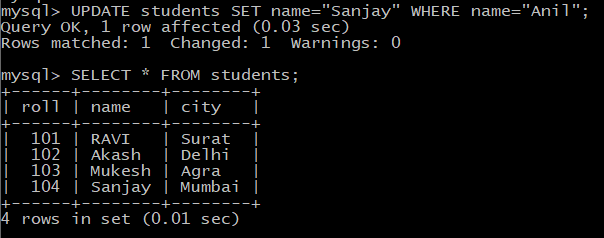 mysql> UPDATE students SET name="Sanjay" WHERE name="Anil";
Query OK, 1 row affected (0.03 sec)
Rows matched: 1  Changed: 1  Warnings: 0
mysql> SELECT * FROM students;
+------+--------+--------+
| roll | name   | city   |
+------+--------+--------+
|  101 | RAVI   | Surat  |
|  102 | Akash  | Delhi  |
|  103 | Mukesh | Agra   |
|  104 | Sanjay | Mumbai |
+------+--------+--------+
4 rows in set (0.01 sec)